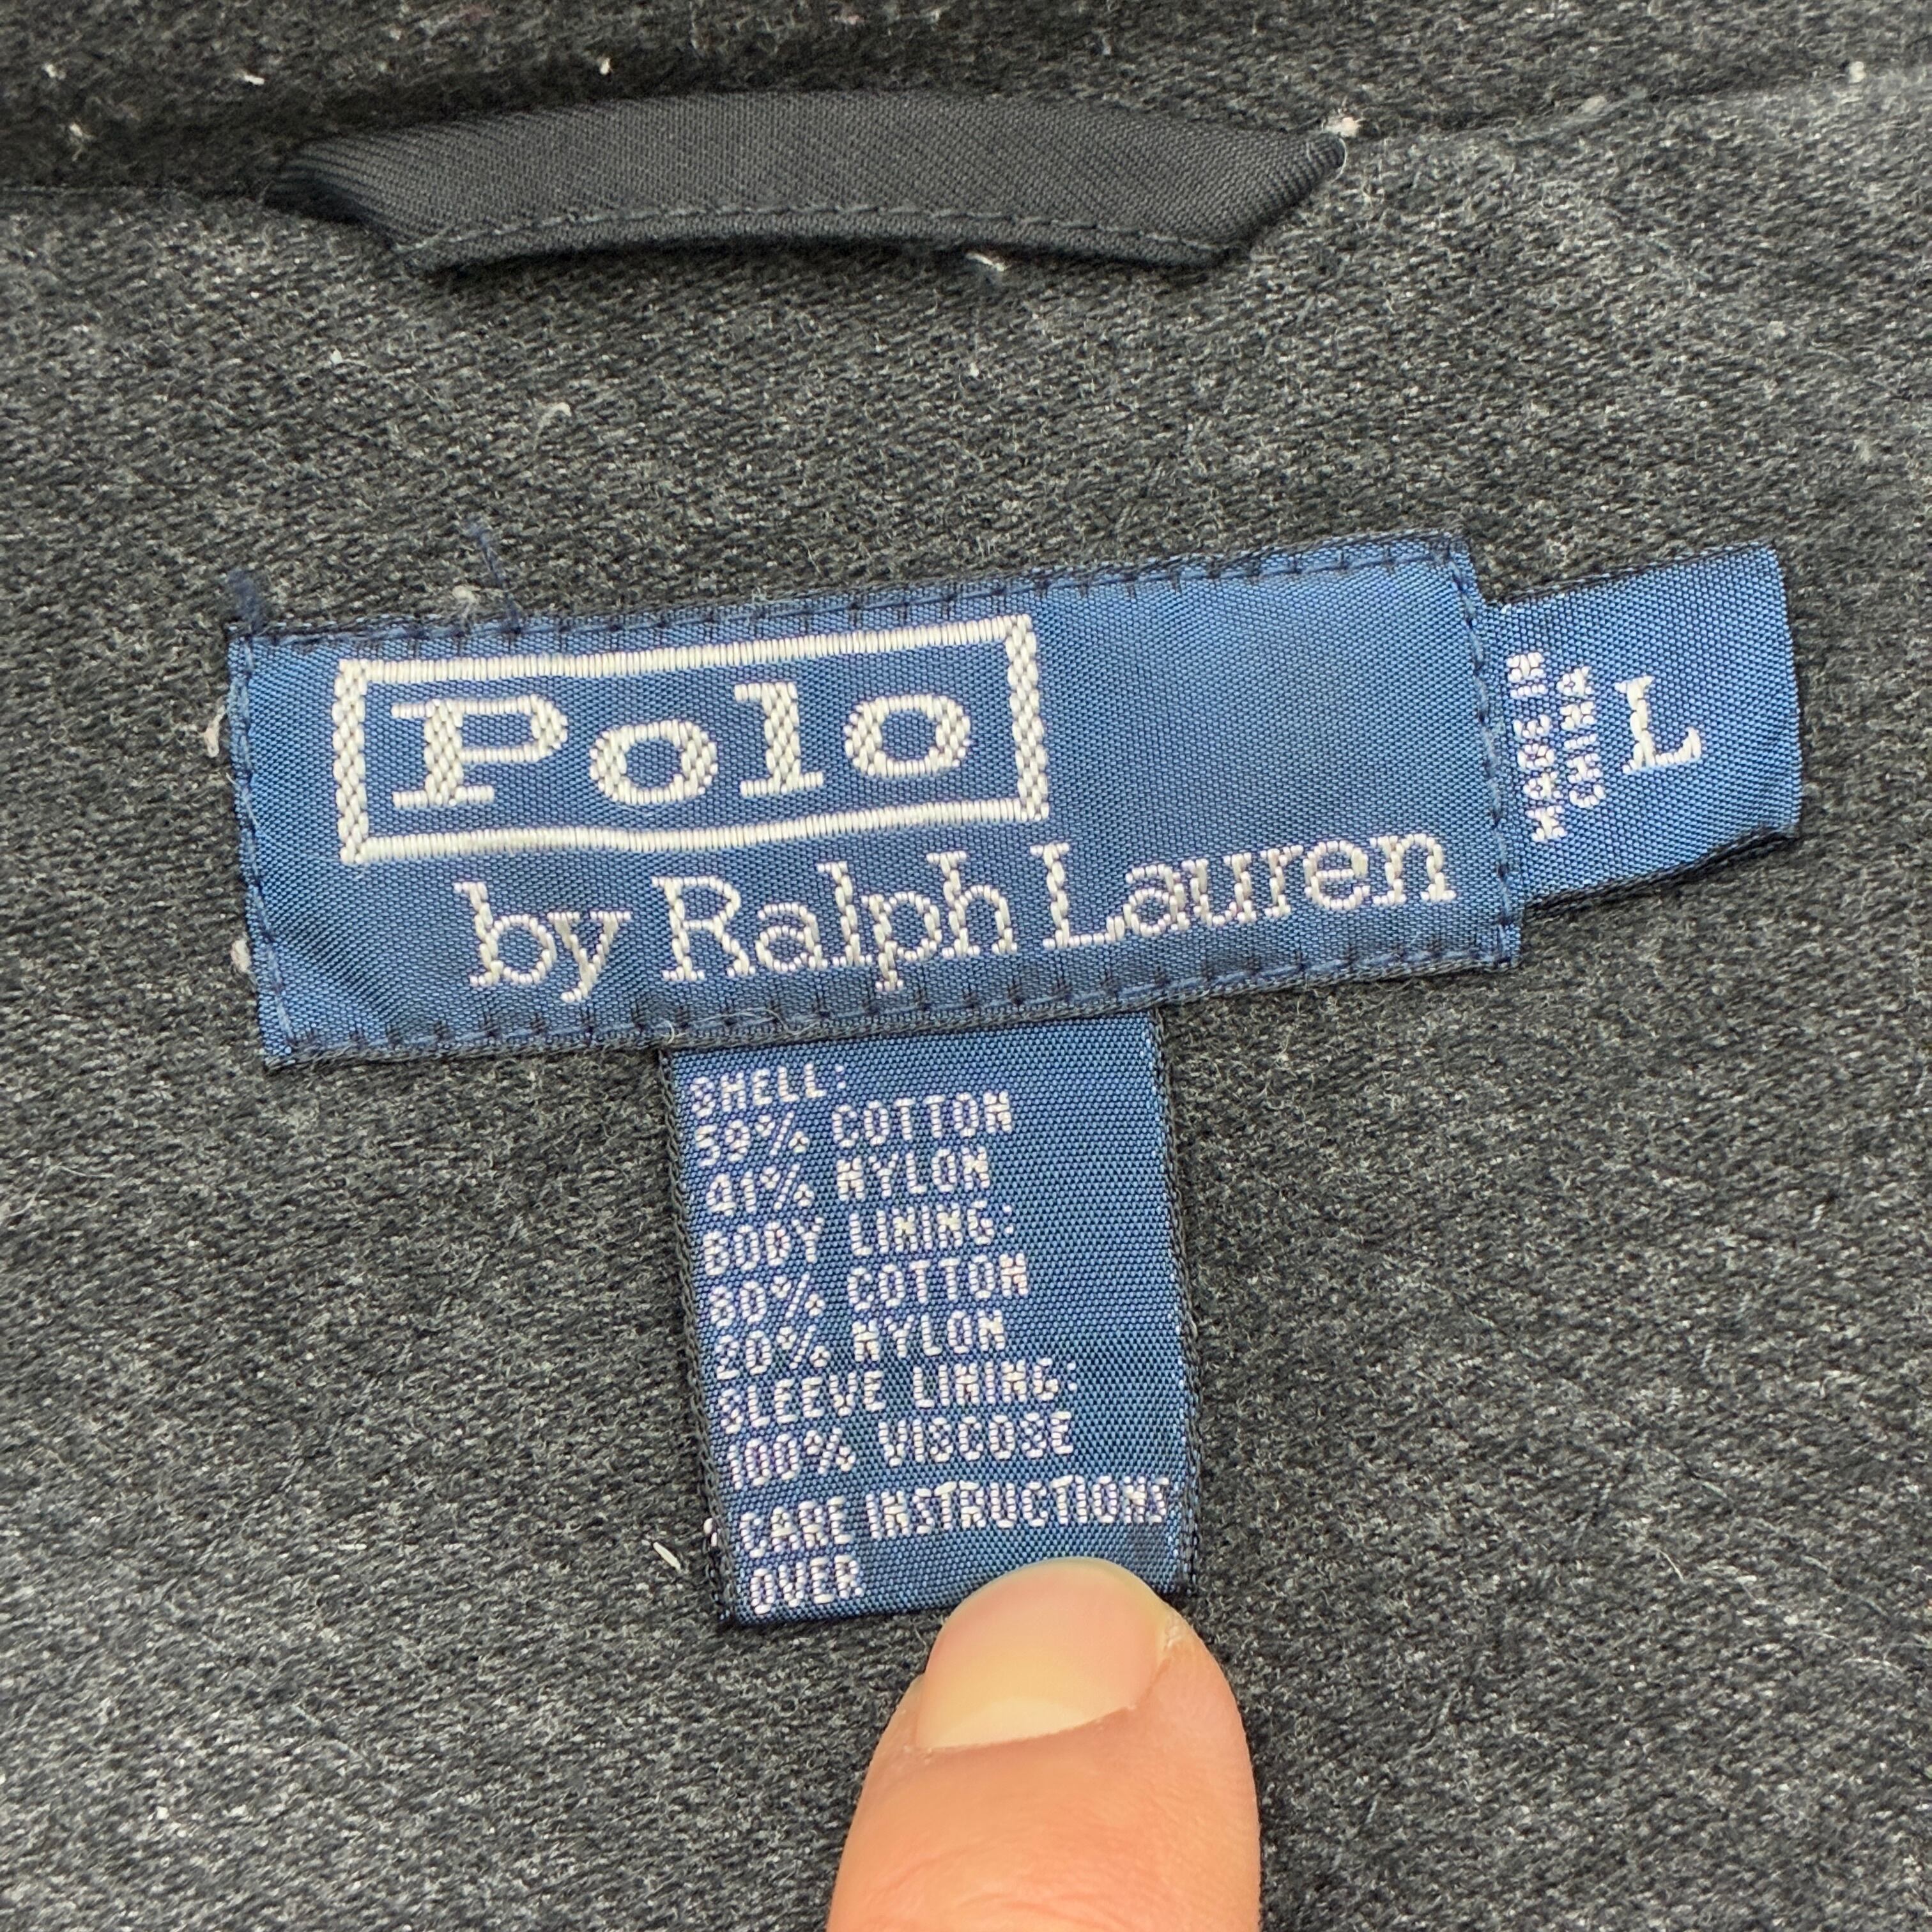 Polo
by Ralph Lauren
MADE IN
CHINA
L
SHELL:
59% COTTON
41% NYLON
BODY LINING:
80% COTTON
20% NYLON
SLEEVE LINING:
100% VISCOSE
CARE INSTRUCTIONS
OVER